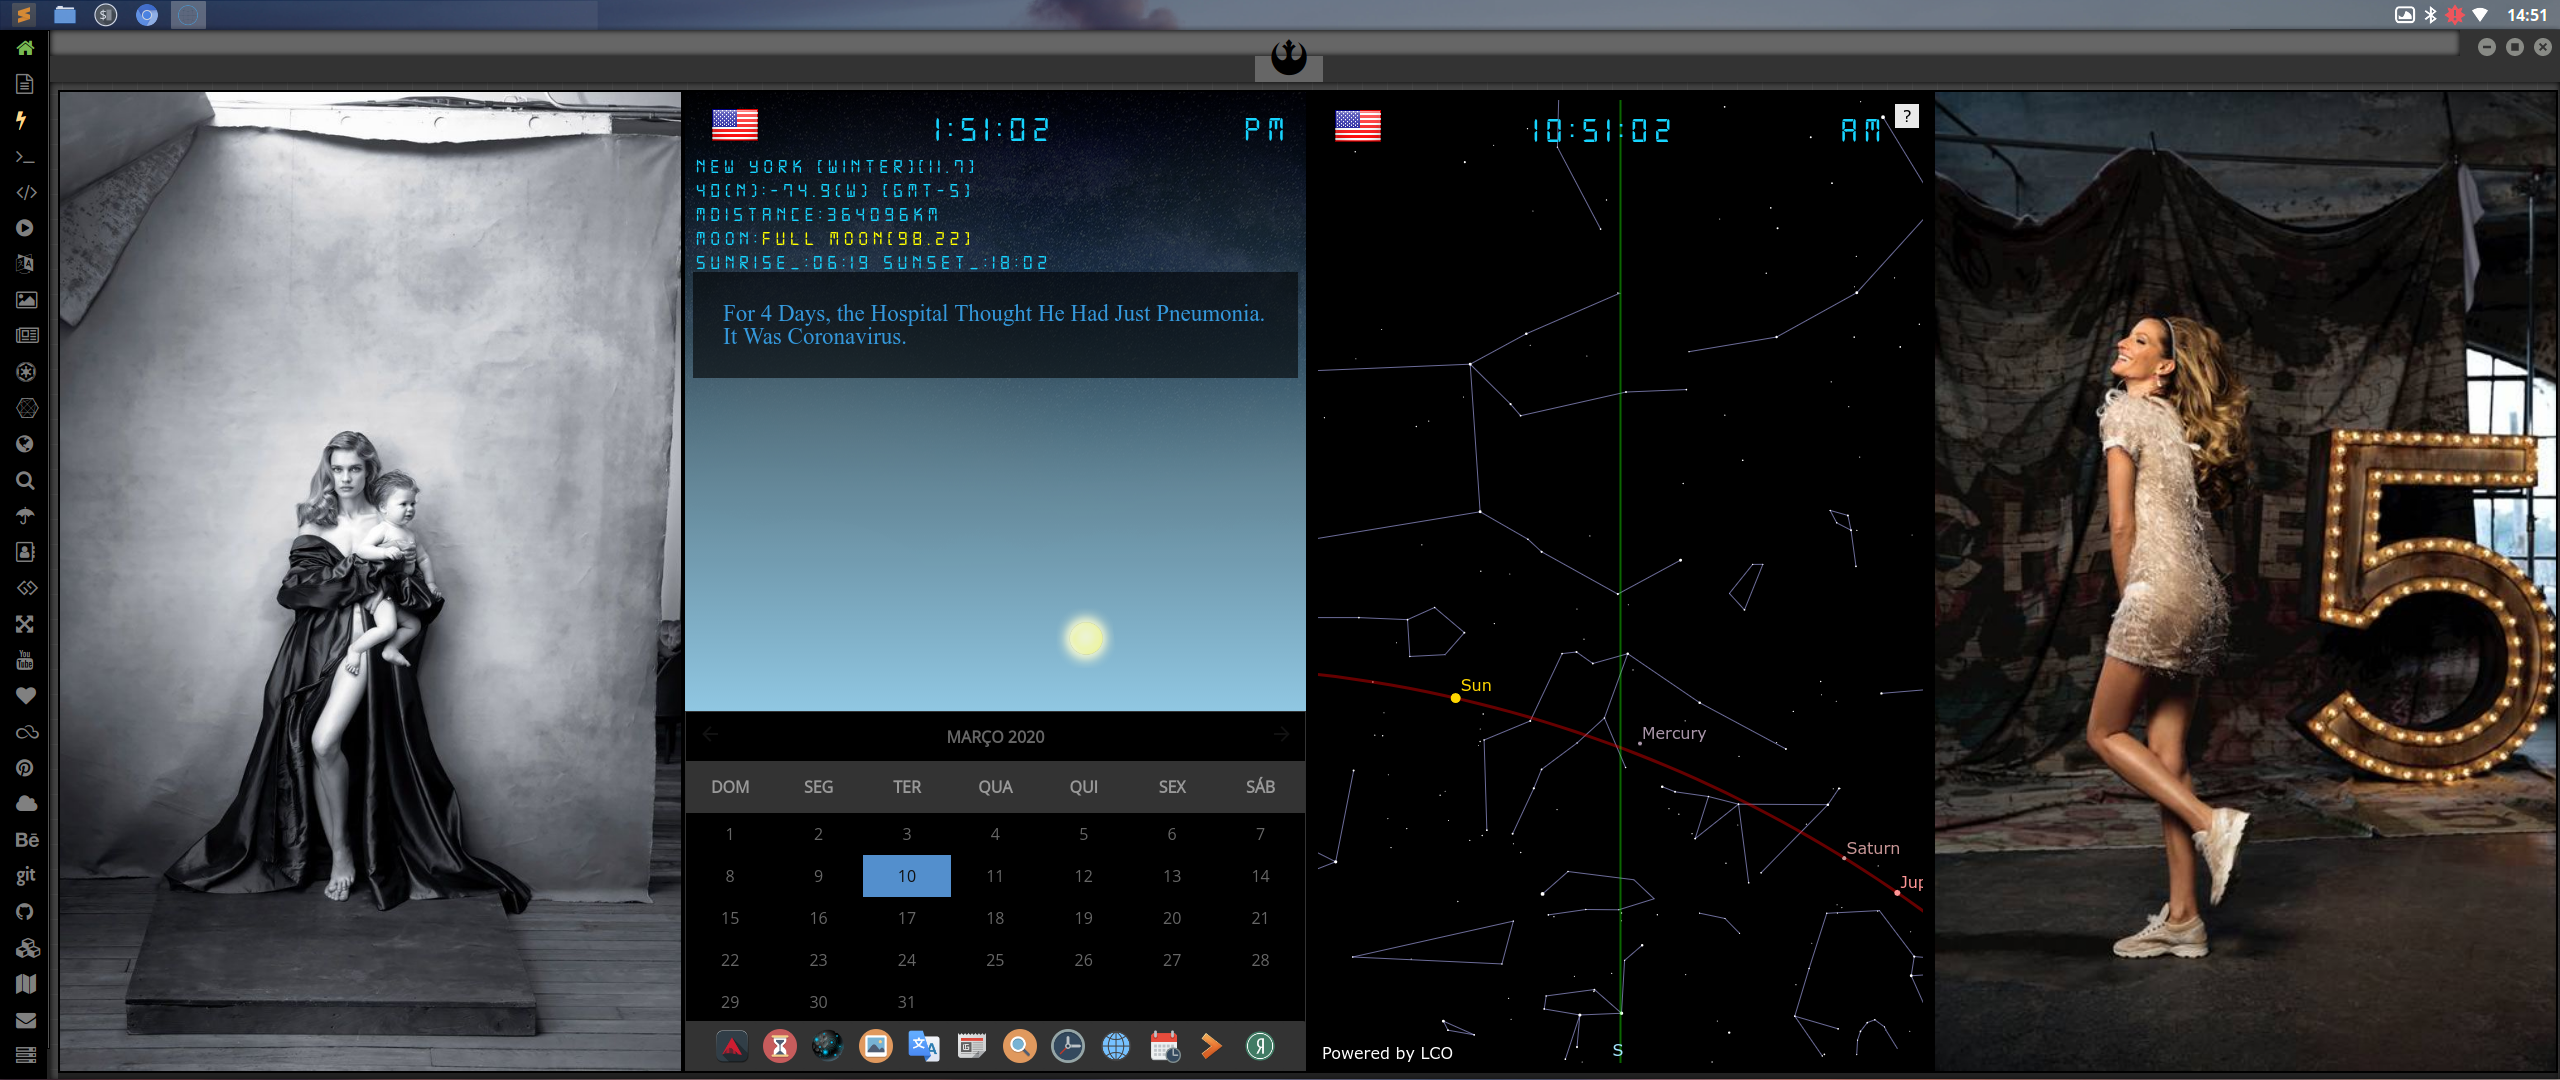 14:51
1:51:02 PM
NEW YORK [WINTER][11.7]
40(N):-74.9(W) [GMT-5]
MDISTANCE:364096KM
MOON:FULL MOON[98.22]
SUNRISE_:06:19 SUNSET_:18:02
For 4 Days, the Hospital Thought He Had Just Pneumonia.
It Was Coronavirus.
MARÇO 2020
DOM SEG TER QUA QUI SEX SÁB
1 2 3 4 5 6 7
8 9 10 11 12 13 14
15 16 17 18 19 20 21
22 23 24 25 26 27 28
29 30 31
10:51:02 AM
?
Sun
Mercury
Saturn
Jup
S
Powered by LCO
5
You
Tube
Bē
git